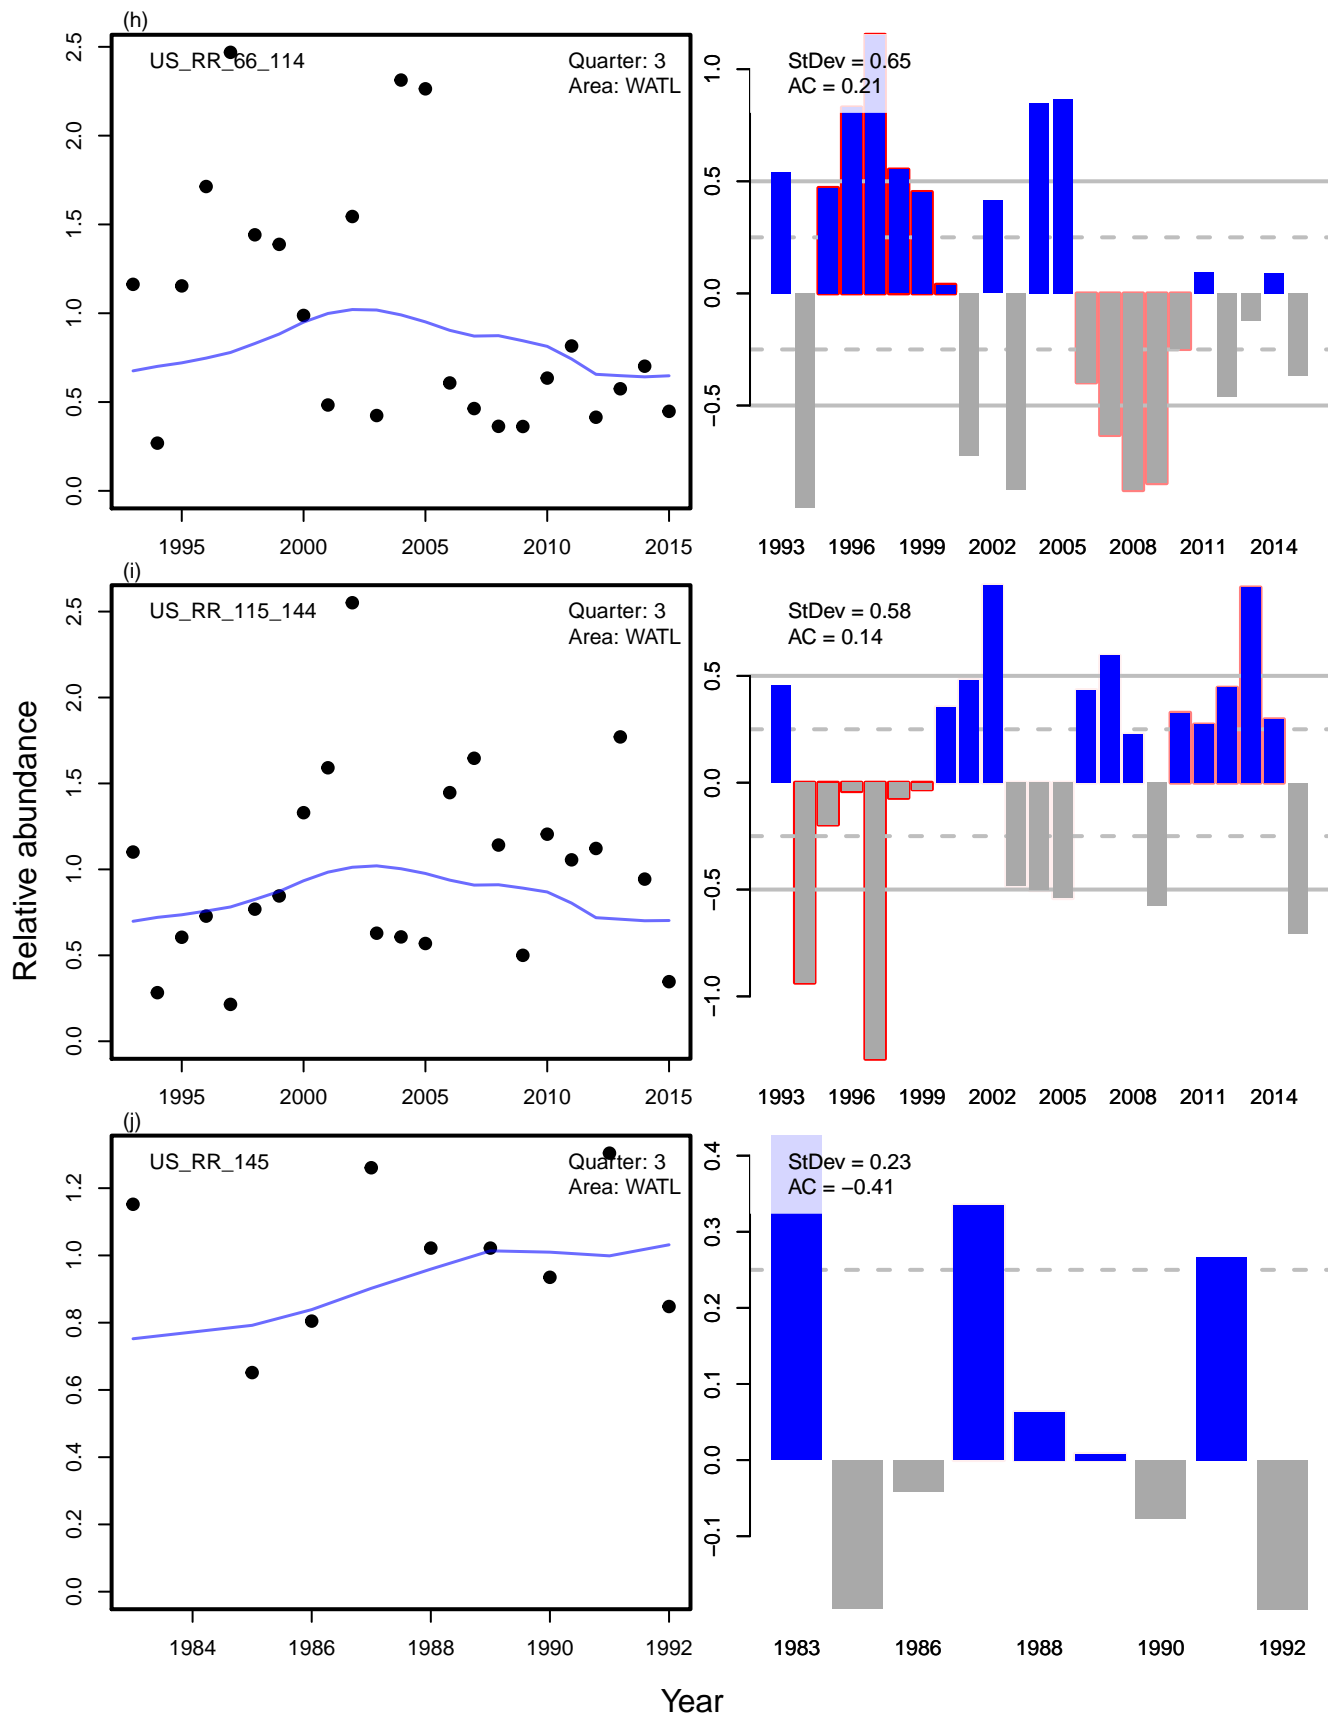 (h)
US_RR_66_114
Quarter: 3
Area: WATL
0.0 0.5 1.0 1.5 2.0 2.5
1995 2000 2005 2010 2015
StDev = 0.65
AC = 0.21
−0.5 0.0 0.5 1.0
1993 1996 1999 2002 2005 2008 2011 2014
(i)
US_RR_115_144
Quarter: 3
Area: WATL
0.0 0.5 1.0 1.5 2.0 2.5
1995 2000 2005 2010 2015
StDev = 0.58
AC = 0.14
−1.0 −0.5 0.0 0.5
1993 1996 1999 2002 2005 2008 2011 2014
Relative abundance
(j)
US_RR_145
Quarter: 3
Area: WATL
0.0 0.2 0.4 0.6 0.8 1.0 1.2
1984 1986 1988 1990 1992
StDev = 0.23
AC = −0.41
−0.1 0.0 0.1 0.2 0.3 0.4
1983 1986 1988 1990 1992
Year